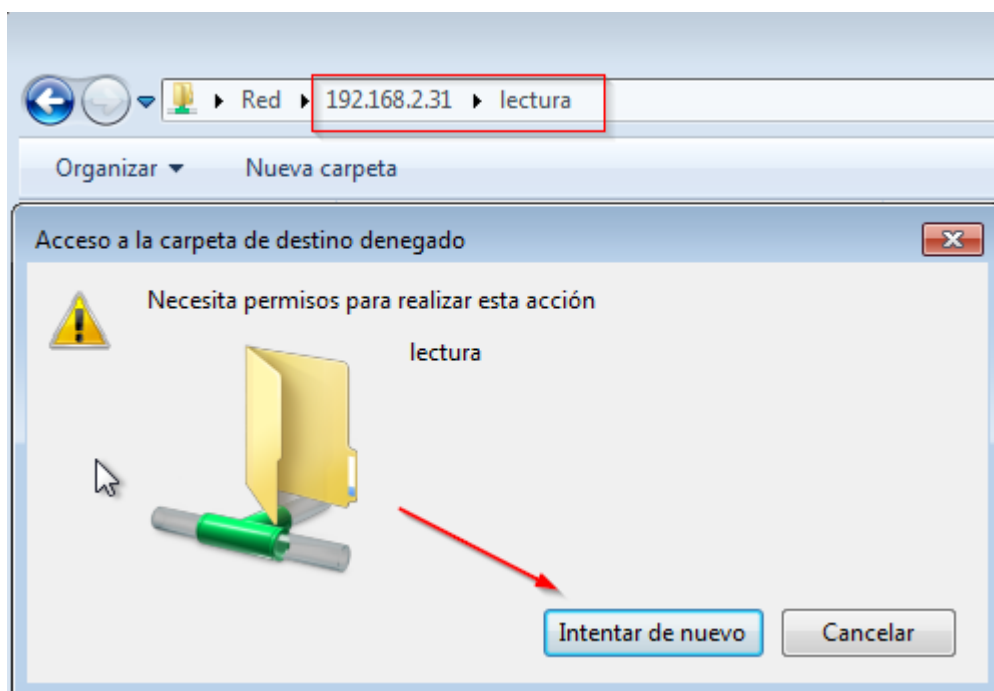 Red 192.168.2.31 lectura
Organizar Nueva carpeta
Acceso a la carpeta de destino denegado
Necesita permisos para realizar esta acción
lectura
Intentar de nuevo Cancelar